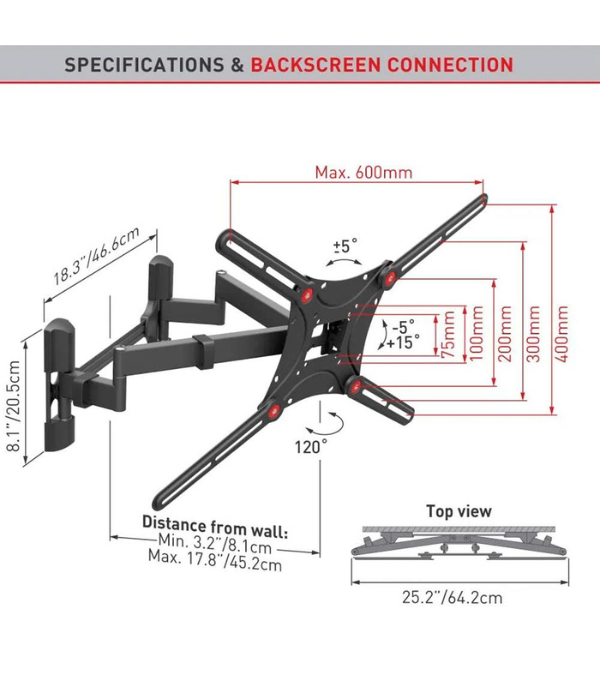 SPECIFICATIONS & BACKSCREEN CONNECTION
Max. 600mm
18.3"/46.6cm
±5°
-5°
+15°
75mm
100mm
200mm
300mm
400mm
8.1"/20.5cm
120°
Distance from wall:
Min. 3.2"/8.1cm
Max. 17.8"/45.2cm
Top view
25.2"/64.2cm